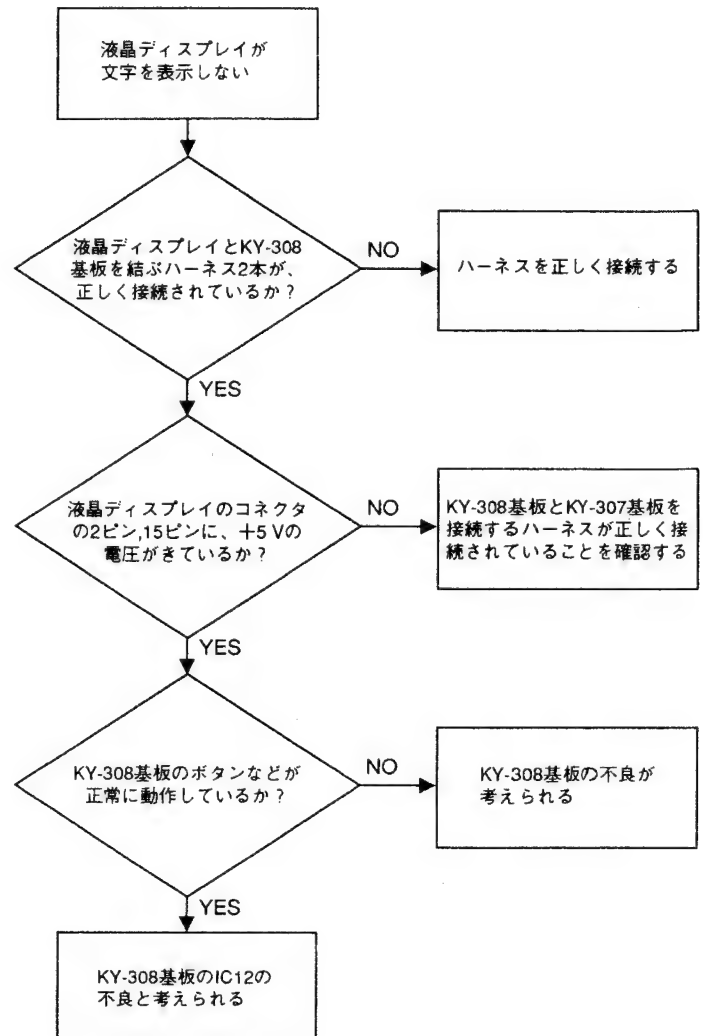 液晶ディスプレイが
文字を表示しない
液晶ディスプレイとKY-308
基板を結ぶハーネス2本が、
正しく接続されているか?
NO
ハーネスを正しく接続する
YES
液晶ディスプレイのコネクタ
の2ピン,15ピンに、+5 Vの
電圧がきているか?
NO
KY-308基板とKY-307基板を
接続するハーネスが正しく接
続されていることを確認する
YES
KY-308基板のボタンなどが
正常に動作しているか?
NO
KY-308基板の不良が
考えられる
YES
KY-308基板のIC12の
不良と考えられる